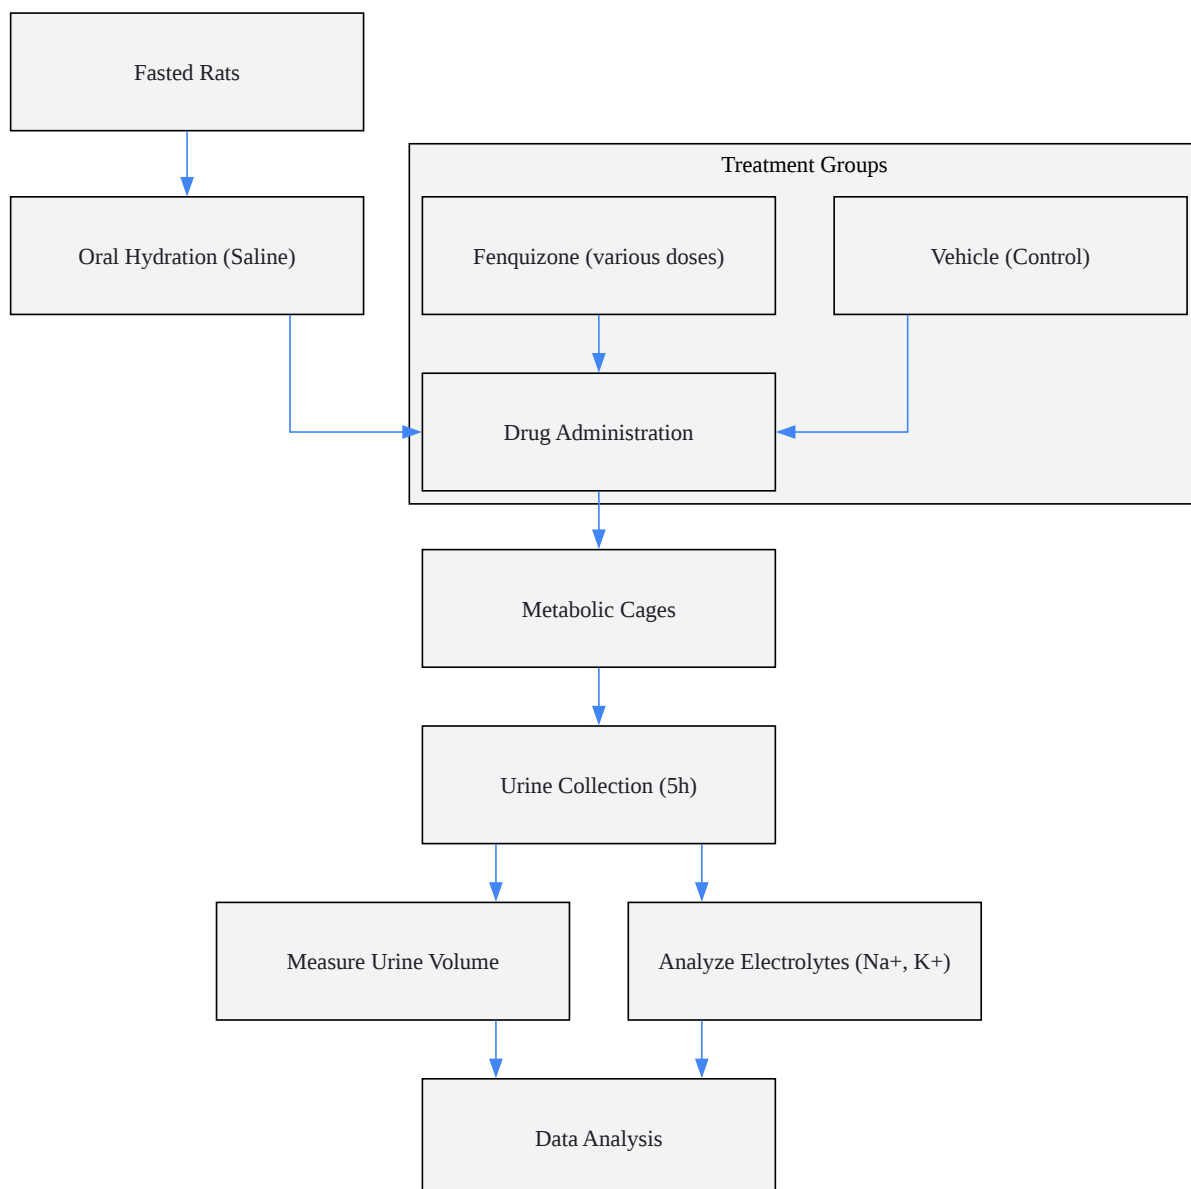 Fasted Rats
Treatment Groups
Oral Hydration (Saline)
Fenquizone (various doses)
Vehicle (Control)
Drug Administration
Metabolic Cages
Urine Collection (5h)
Measure Urine Volume
Analyze Electrolytes (Na+, K+)
Data Analysis